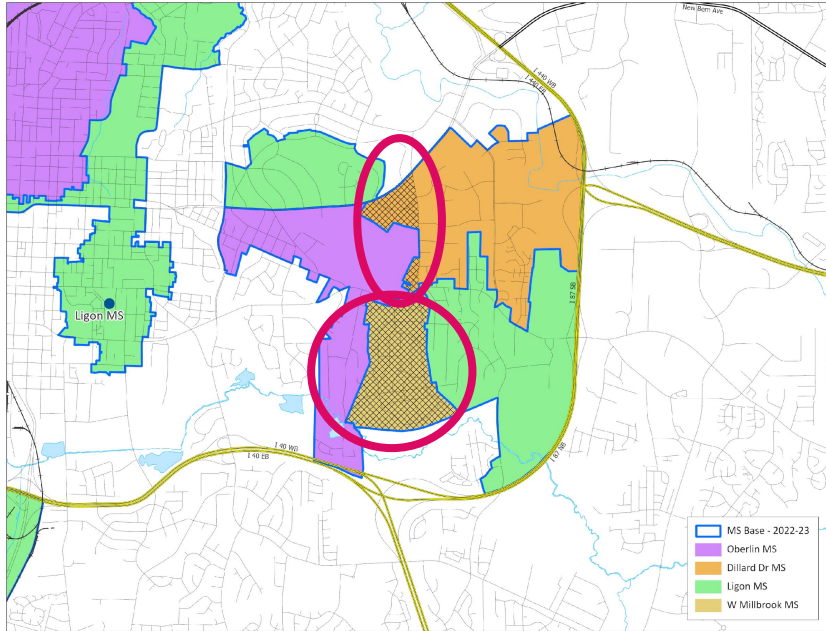 New Bern Ave
I 440 WB
I 440 EB
Ligon MS
I 87 SB
I 40 WB
I 40 EB
I 87 NB
MS Base - 2022-23
Oberlin MS
Dillard Dr MS
Ligon MS
W Millbrook MS